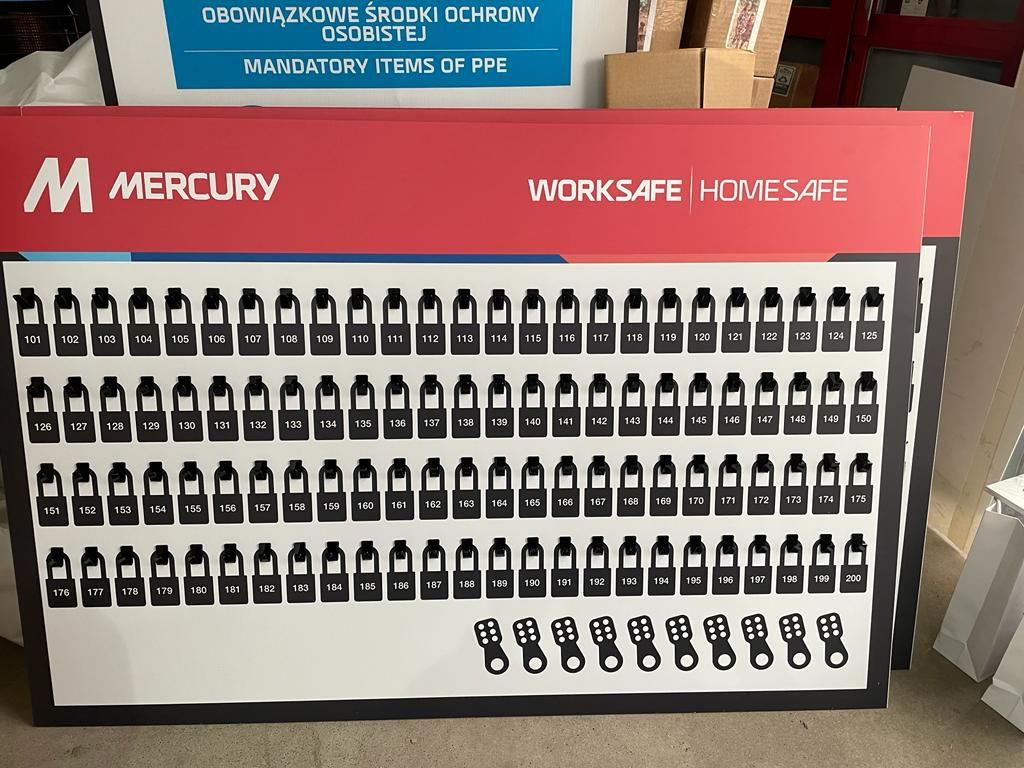 OBOWIĄZKOWE ŚRODKI OCHRONY
OSOBISTEJ
MANDATORY ITEMS OF PPE
M MERCURY
WORKSAFE | HOMESAFE
101 102 103 104 105 106 107 108 109 110 111 112 113 114 115 116 117 118 119 120 121 122 123 124 125
126 127 128 129 130 131 132 133 134 135 136 137 138 139 140 141 142 143 144 145 146 147 148 149 150
151 152 153 154 155 156 157 158 159 160 161 162 163 164 165 166 167 168 169 170 171 172 173 174 175
176 177 178 179 180 181 182 183 184 185 186 187 188 189 190 191 192 193 194 195 196 197 198 199 200